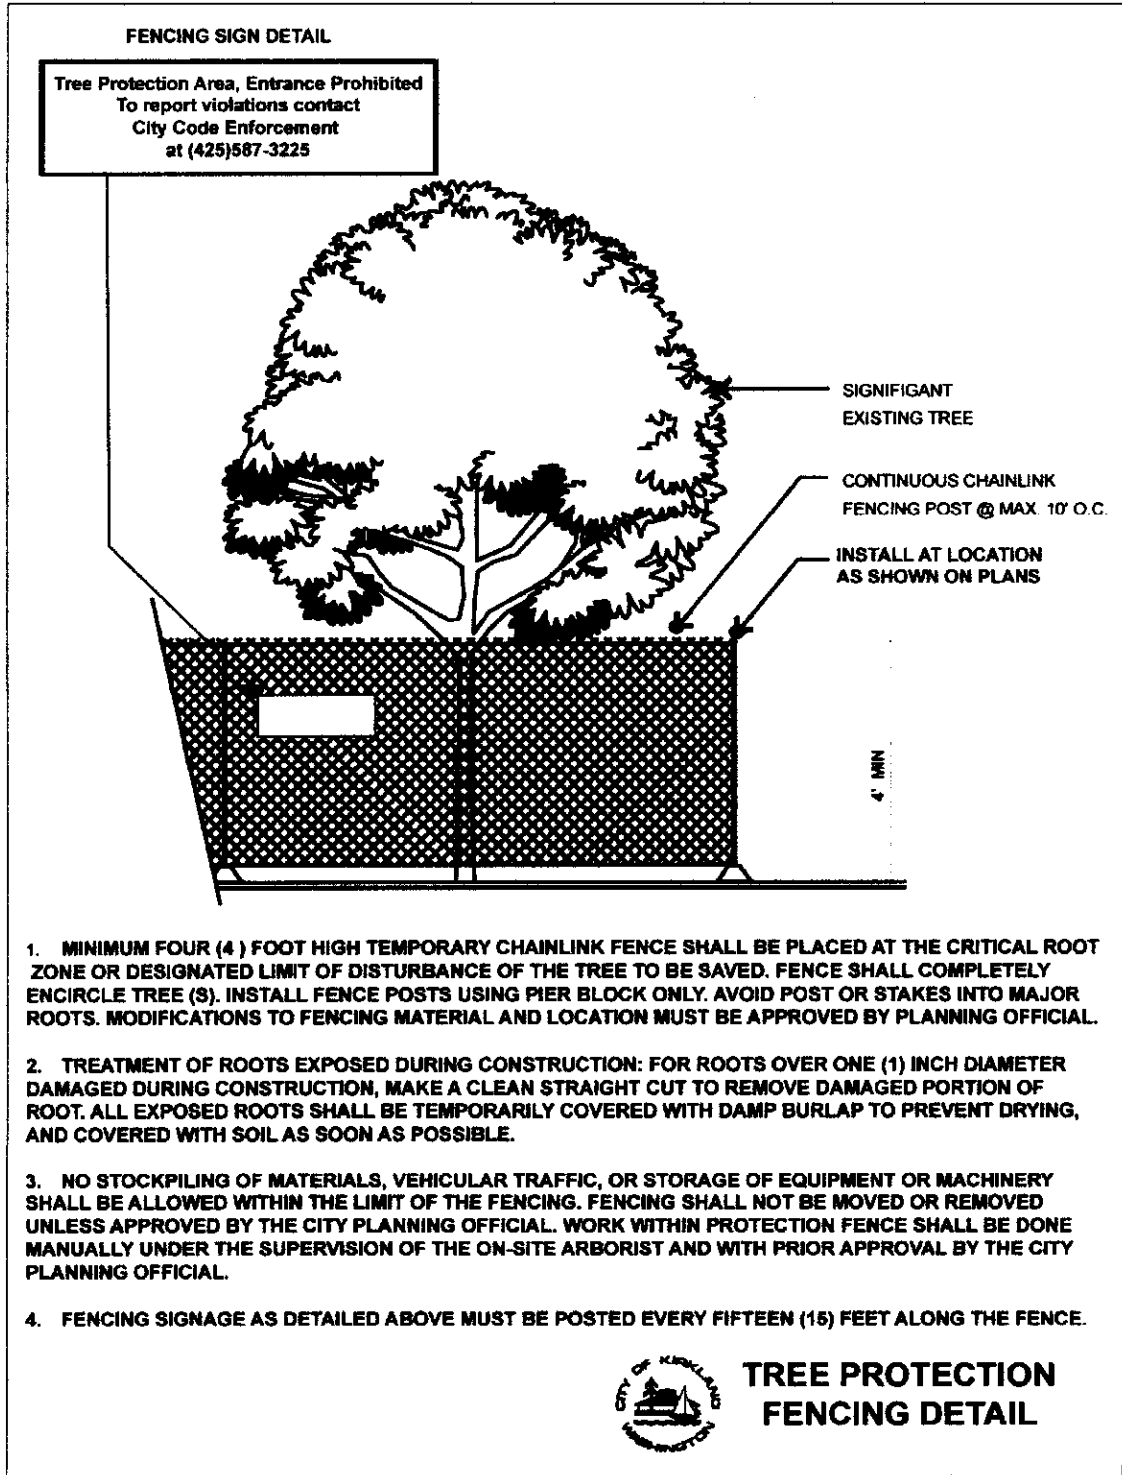 FENCING SIGN DETAIL
Tree Protection Area, Entrance Prohibited
To report violations contact
City Code Enforcement
at (425)587-3225
SIGNIFIGANT
EXISTING TREE
CONTINUOUS CHAINLINK
FENCING POST @ MAX. 10' O.C.
INSTALL AT LOCATION
AS SHOWN ON PLANS
4' MIN
1. MINIMUM FOUR (4 ) FOOT HIGH TEMPORARY CHAINLINK FENCE SHALL BE PLACED AT THE CRITICAL ROOT
ZONE OR DESIGNATED LIMIT OF DISTURBANCE OF THE TREE TO BE SAVED. FENCE SHALL COMPLETELY
ENCIRCLE TREE (S). INSTALL FENCE POSTS USING PIER BLOCK ONLY. AVOID POST OR STAKES INTO MAJOR
ROOTS. MODIFICATIONS TO FENCING MATERIAL AND LOCATION MUST BE APPROVED BY PLANNING OFFICIAL.
2. TREATMENT OF ROOTS EXPOSED DURING CONSTRUCTION: FOR ROOTS OVER ONE (1) INCH DIAMETER
DAMAGED DURING CONSTRUCTION, MAKE A CLEAN STRAIGHT CUT TO REMOVE DAMAGED PORTION OF
ROOT. ALL EXPOSED ROOTS SHALL BE TEMPORARILY COVERED WITH DAMP BURLAP TO PREVENT DRYING,
AND COVERED WITH SOIL AS SOON AS POSSIBLE.
3. NO STOCKPILING OF MATERIALS, VEHICULAR TRAFFIC, OR STORAGE OF EQUIPMENT OR MACHINERY
SHALL BE ALLOWED WITHIN THE LIMIT OF THE FENCING. FENCING SHALL NOT BE MOVED OR REMOVED
UNLESS APPROVED BY THE CITY PLANNING OFFICIAL. WORK WITHIN PROTECTION FENCE SHALL BE DONE
MANUALLY UNDER THE SUPERVISION OF THE ON-SITE ARBORIST AND WITH PRIOR APPROVAL BY THE CITY
PLANNING OFFICIAL.
4. FENCING SIGNAGE AS DETAILED ABOVE MUST BE POSTED EVERY FIFTEEN (15) FEET ALONG THE FENCE.
CITY OF KIRKLAND
WASHINGTON
TREE PROTECTION
FENCING DETAIL